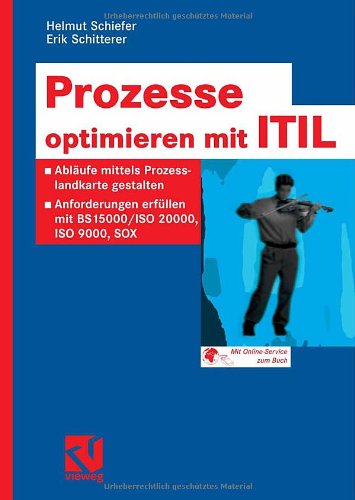 Urheberrechtlich geschütztes Material
Helmut Schiefer
Erik Schitterer
Prozesse
optimieren mit ITIL
Abläufe mittels Prozess-
landkarte gestalten
Anforderungen erfüllen
mit BS15000/ISO 20000,
ISO 9000, SOX
Mit Online-Service
zum Buch
vieweg
Urheberrechtlich geschütztes Material